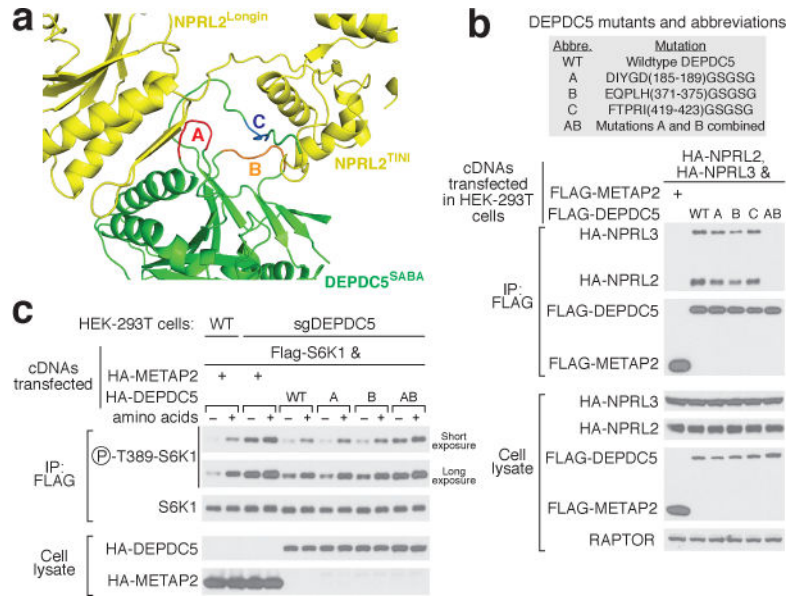 a
NPRL2LongIn
A
C
B
NPRL2TINI
DEPDC5SABA
b
DEPDC5 mutants and abbreviations
Abbre. Mutation
WT Wildtype DEPDC5
A DIYGD(185-189)GSGSG
B EQPLH(371-375)GSGSG
C FTPRI(419-423)GSGSG
AB Mutations A and B combined
cDNAs
transfected
in HEK-293T
cells
HA-NPRL2,
HA-NPRL3 &
FLAG-METAP2 +
FLAG-DEPDC5 WT A B C AB
IP:
FLAG
HA-NPRL3
HA-NPRL2
FLAG-DEPDC5
FLAG-METAP2
Cell
lysate
HA-NPRL3
HA-NPRL2
FLAG-DEPDC5
FLAG-METAP2
RAPTOR
c
HEK-293T cells: WT sgDEPDC5
cDNAs
transfected
Flag-S6K1 &
HA-METAP2 + +
HA-DEPDC5 WT A B AB
amino acids – + – + – + – + – + – +
IP:
FLAG
Ⓟ-T389-S6K1
Short
exposure
Long
exposure
S6K1
Cell
lysate
HA-DEPDC5
HA-METAP2